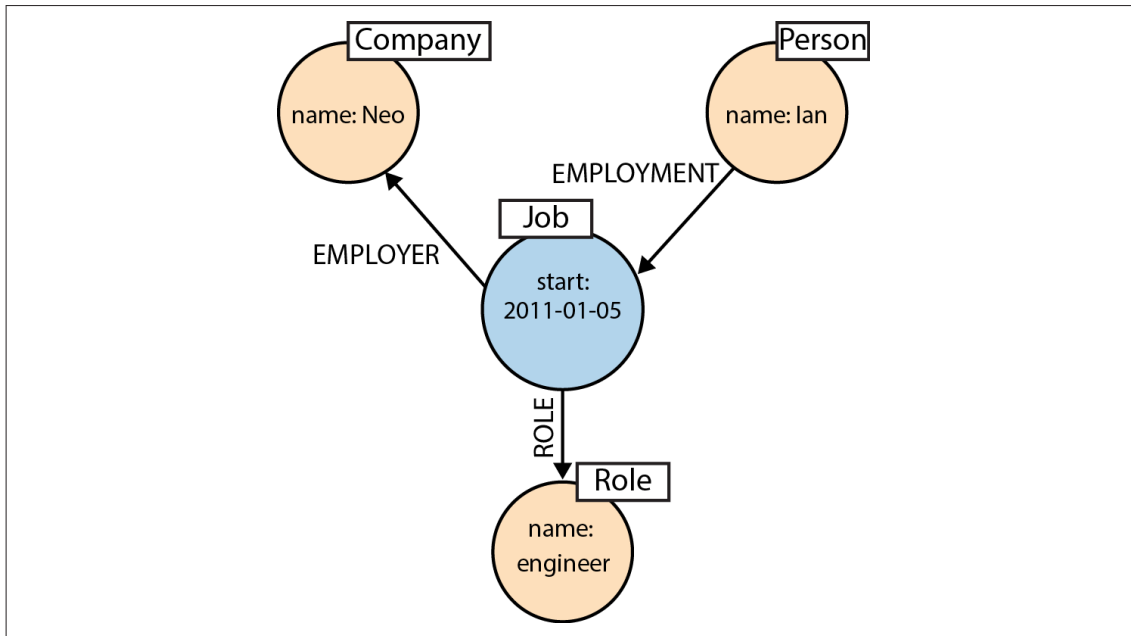 Company
Person
name: Neo
name: Ian
EMPLOYMENT
Job
EMPLOYER
start:
2011-01-05
ROLE
Role
name:
engineer